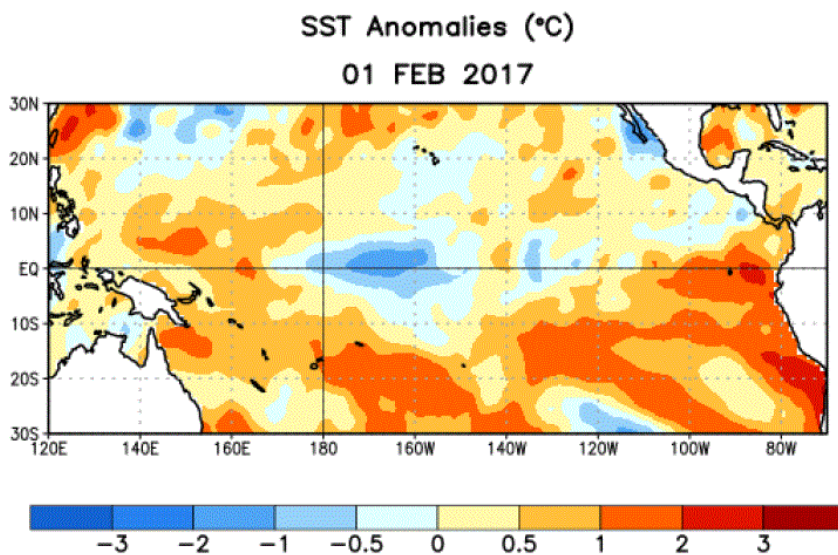 SST Anomalies (°C)
01 FEB 2017
30N
20N
10N
EQ
10S
20S
30S
120E 140E 160E 180 160W 140W 120W 100W 80W
-3 -2 -1 -0.5 0 0.5 1 2 3